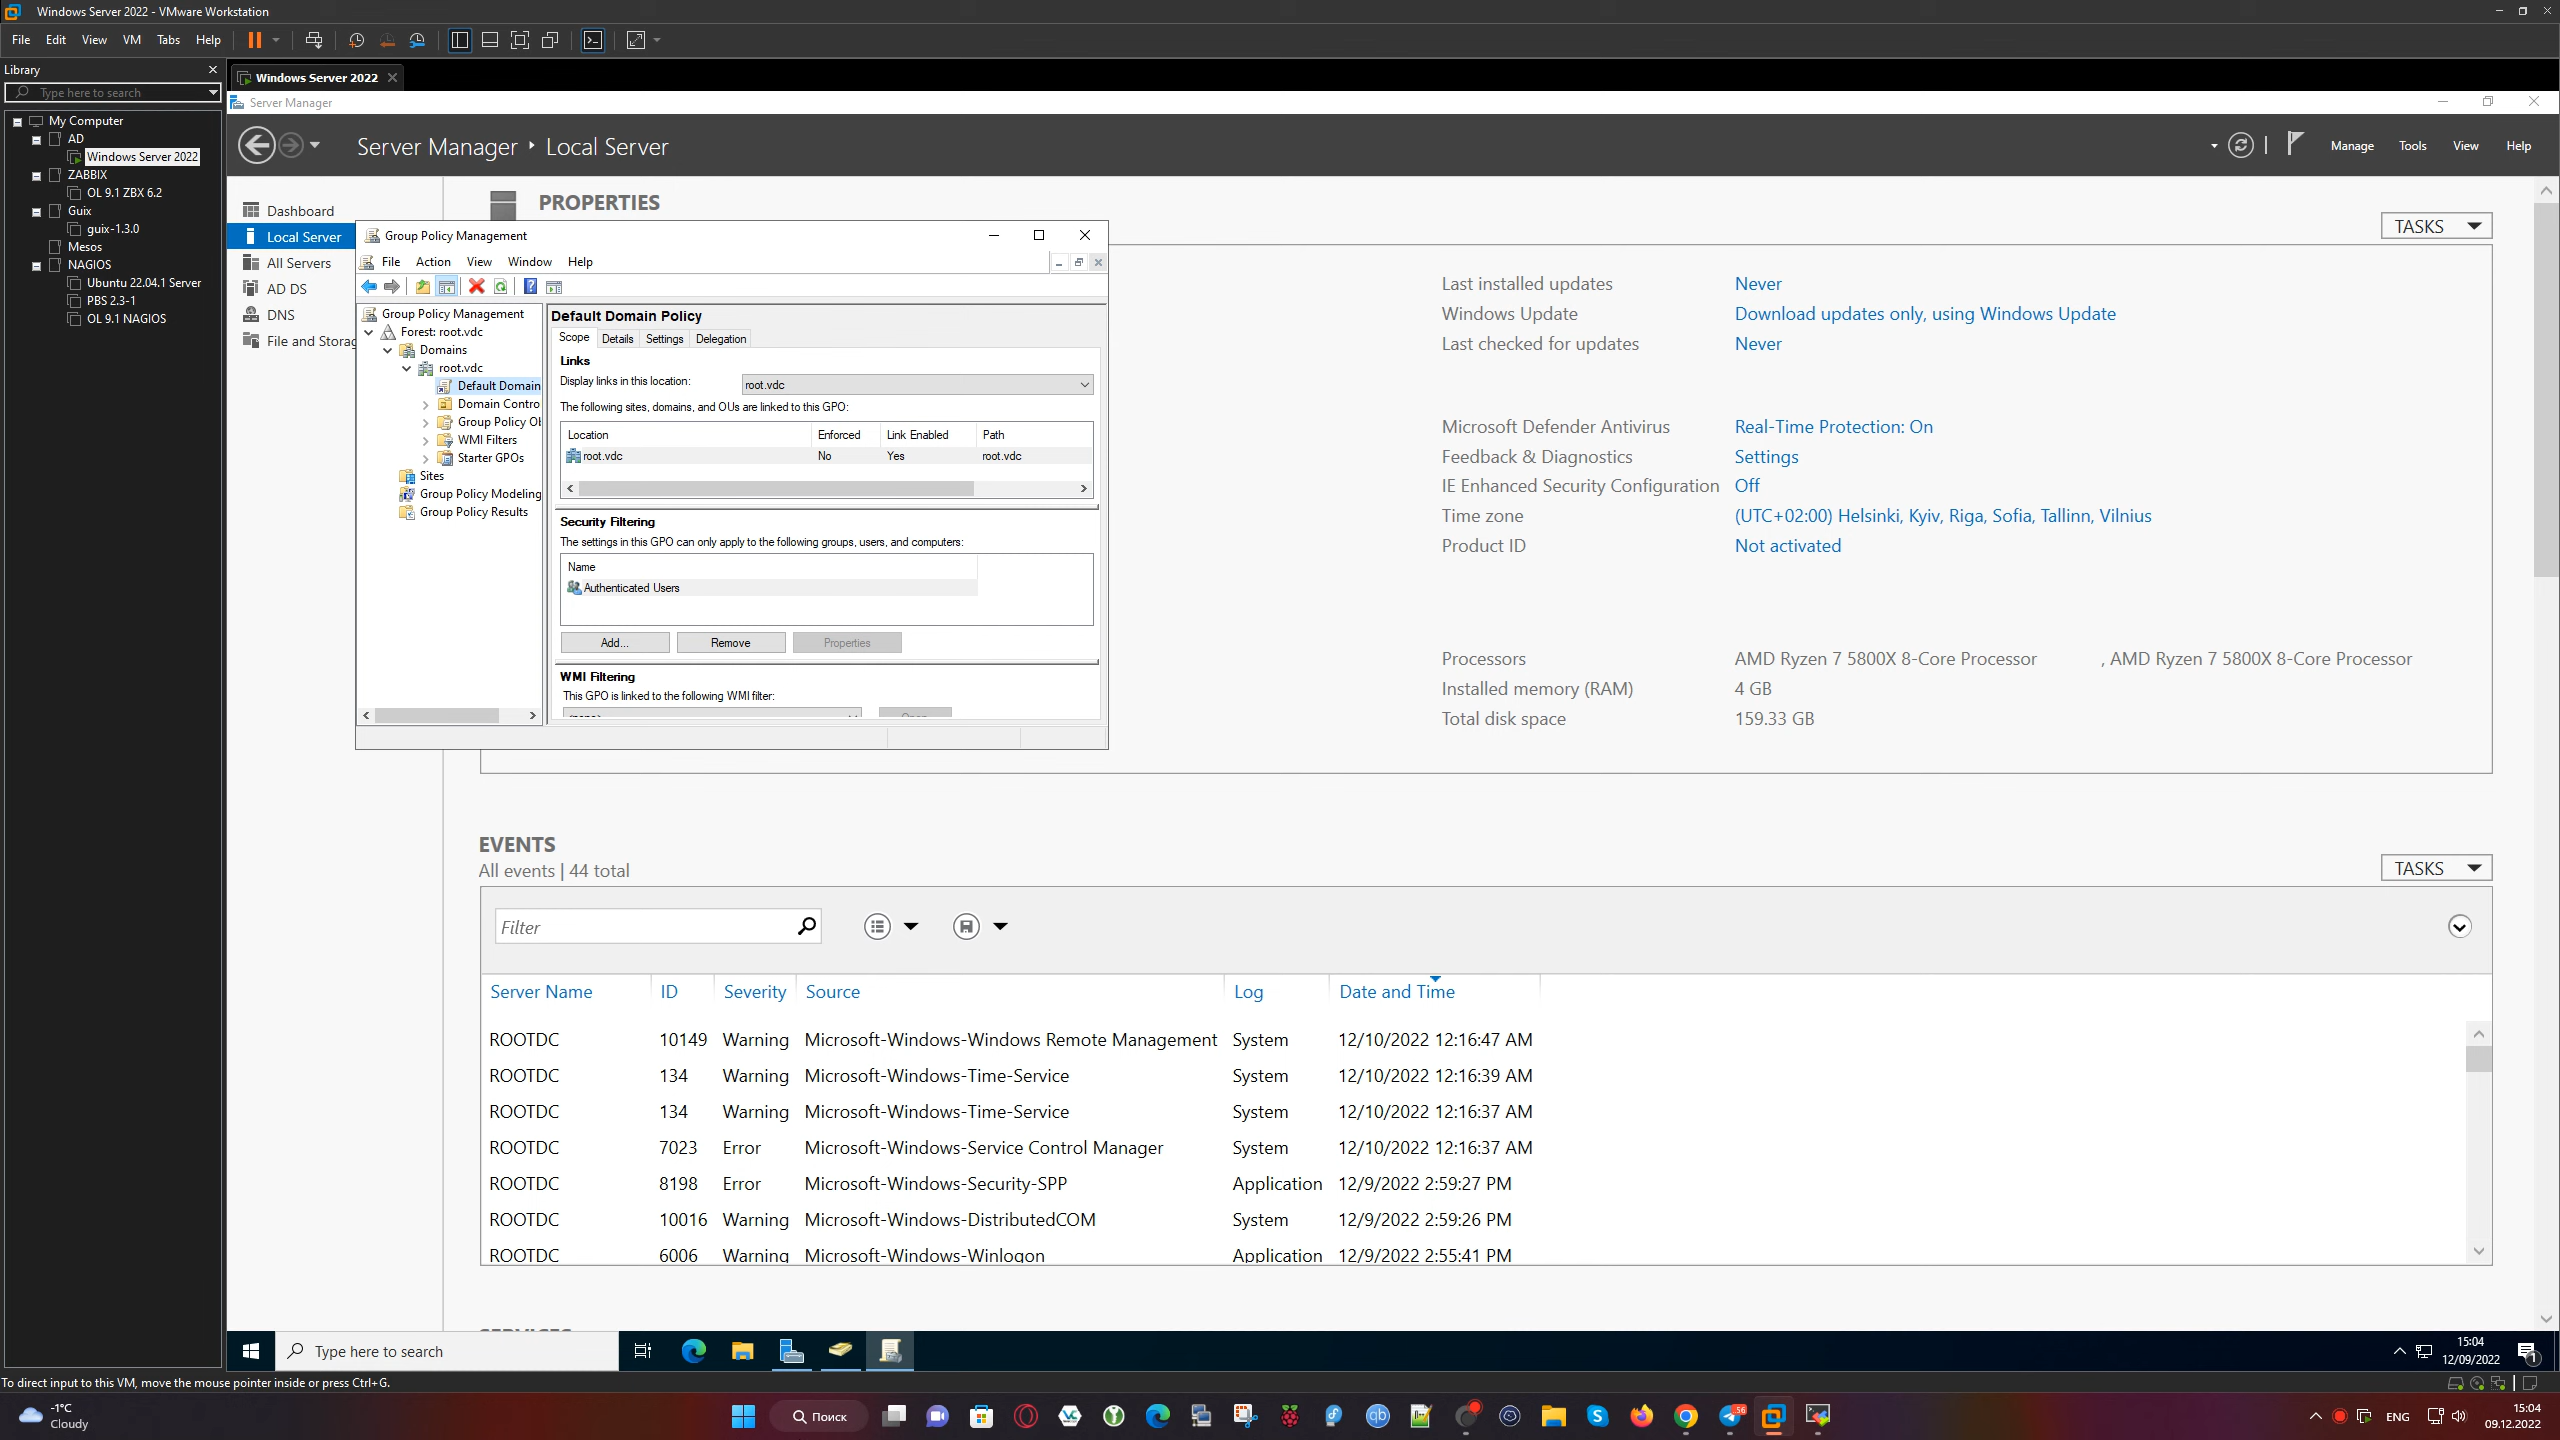 Windows Server 2022 - VMware Workstation
File Edit View VM Tabs Help
Library
Type here to search
My Computer
AD
Windows Server 2022
ZABBIX
OL 9.1 ZBX 6.2
Guix
guix-1.3.0
Mesos
NAGIOS
Ubuntu 22.04.1 Server
PBS 2.3-1
OL 9.1 NAGIOS
Windows Server 2022
Server Manager
Server Manager Local Server
Manage Tools View Help
Dashboard
Local Server
All Servers
AD DS
DNS
File and Storag
PROPERTIES
TASKS
Group Policy Management
File Action View Window Help
Group Policy Management
Forest: root.vdc
Domains
root.vdc
Default Domain
Domain Contro
Group Policy Ob
WMI Filters
Starter GPOs
Sites
Group Policy Modeling
Group Policy Results
Default Domain Policy
Scope Details Settings Delegation
Links
Display links in this location: root.vdc
The following sites, domains, and OUs are linked to this GPO:
Location Enforced Link Enabled Path
root.vdc No Yes root.vdc
Security Filtering
The settings in this GPO can only apply to the following groups, users, and computers:
Name
Authenticated Users
Add... Remove Properties
WMI Filtering
This GPO is linked to the following WMI filter:
<none> Open
Last installed updates Never
Windows Update Download updates only, using Windows Update
Last checked for updates Never
Microsoft Defender Antivirus Real-Time Protection: On
Feedback & Diagnostics Settings
IE Enhanced Security Configuration Off
Time zone (UTC+02:00) Helsinki, Kyiv, Riga, Sofia, Tallinn, Vilnius
Product ID Not activated
Processors AMD Ryzen 7 5800X 8-Core Processor , AMD Ryzen 7 5800X 8-Core Processor
Installed memory (RAM) 4 GB
Total disk space 159.33 GB
EVENTS
All events | 44 total
TASKS
Filter
Server Name ID Severity Source Log Date and Time
ROOTDC 10149 Warning Microsoft-Windows-Windows Remote Management System 12/10/2022 12:16:47 AM
ROOTDC 134 Warning Microsoft-Windows-Time-Service System 12/10/2022 12:16:39 AM
ROOTDC 134 Warning Microsoft-Windows-Time-Service System 12/10/2022 12:16:37 AM
ROOTDC 7023 Error Microsoft-Windows-Service Control Manager System 12/10/2022 12:16:37 AM
ROOTDC 8198 Error Microsoft-Windows-Security-SPP Application 12/9/2022 2:59:27 PM
ROOTDC 10016 Warning Microsoft-Windows-DistributedCOM System 12/9/2022 2:59:26 PM
ROOTDC 6006 Warning Microsoft-Windows-Winlogon Application 12/9/2022 2:55:41 PM
SERVICES
Type here to search
15:04
12/09/2022
1
To direct input to this VM, move the mouse pointer inside or press Ctrl+G.
-1°C
Cloudy
Поиск
qb
56
ENG
15:04
09.12.2022